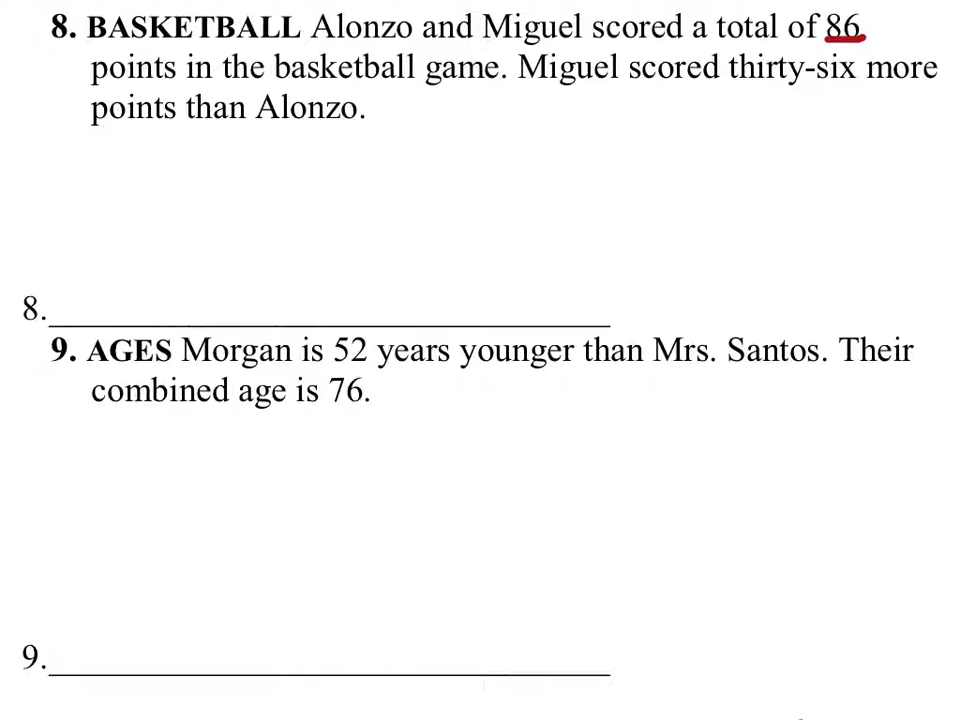 8. BASKETBALL Alonzo and Miguel scored a total of 86
points in the basketball game. Miguel scored thirty-six more
points than Alonzo.
8.
9. AGES Morgan is 52 years younger than Mrs. Santos. Their
combined age is 76.
9.